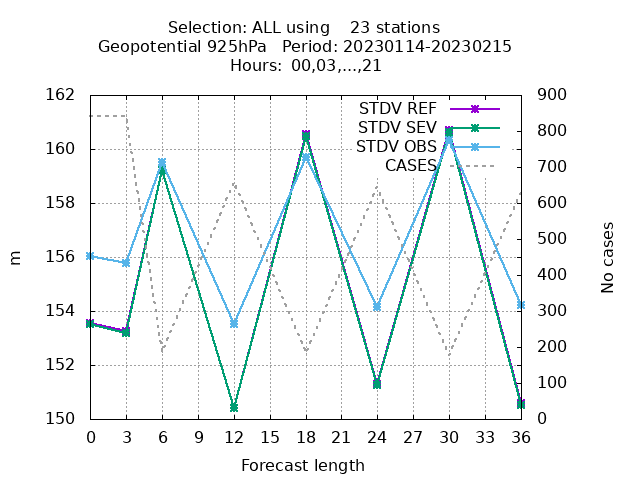 Selection: ALL using 23 stations
Geopotential 925hPa Period: 20230114-20230215
Hours: 00,03,...,21
162 900
STDV REF
800
STDV SEV
160 STDV OBS
700
CASES
158 600
500
156
400
154 300
200
152
100
150 0
m
No cases
0 3 6 9 12 15 18 21 24 27 30 33 36
Forecast length